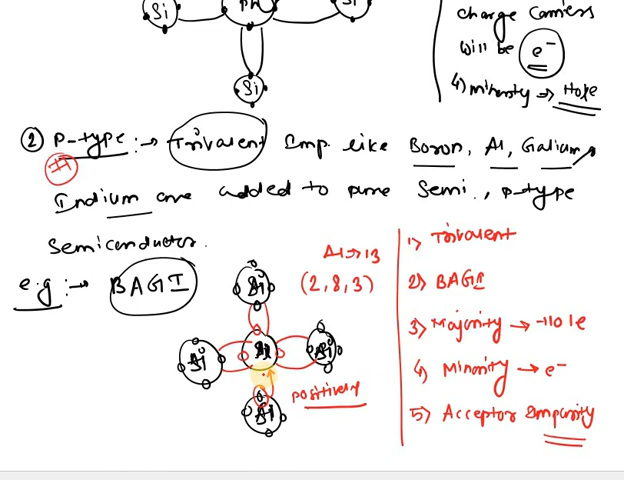 Si Ph Si
Si
charge carriers
will be e⁻
4) minority → Hole
② P-type :→ Trivalent Imp. like Boron, Al, Galium
Indium are added to pure Semi., p-type
Semiconductor.
e.g :→ BAGI
Al → 13
(2, 8, 3)
Si
Si Al Si
Si
positively
1) Trivalent
2) BAGI
3) Majority → Hole
4) Minority → e⁻
5) Acceptor Impurity